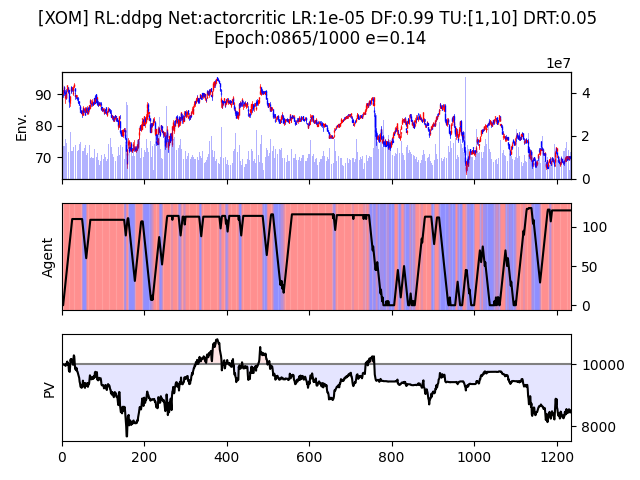 [XOM] RL:ddpg Net:actorcritic LR:1e-05 DF:0.99 TU:[1,10] DRT:0.05
Epoch:0865/1000 e=0.14
1e7
90
80
70
Env.
4
2
0
Agent
100
50
0
PV
10000
8000
0 200 400 600 800 1000 1200